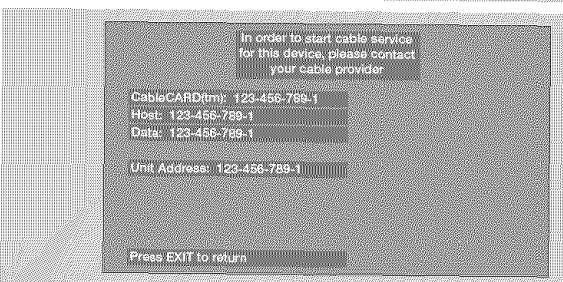 In order to start cable service
for this device, please contact
your cable provider
CableCARD(tm): 123-456-789-1
Host: 123-456-789-1
Data: 123-456-789-1
Unit Address: 123-456-789-1
Press EXIT to return